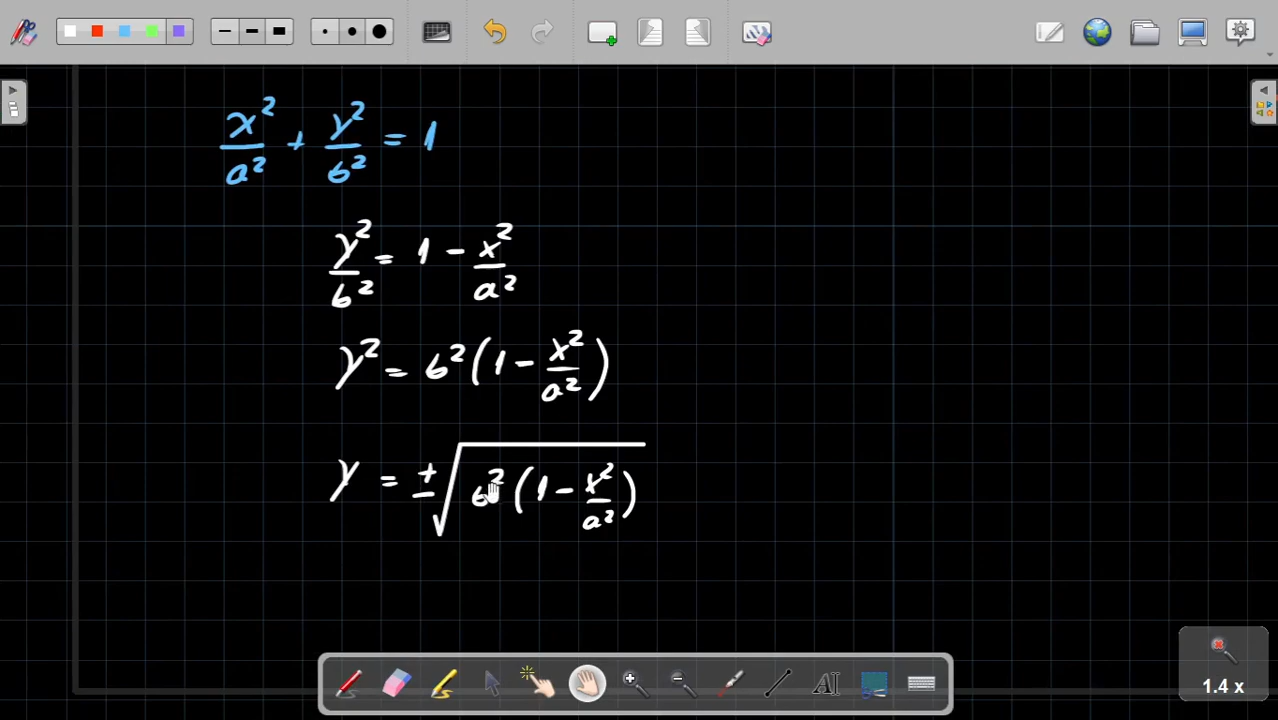 x²/a² + y²/b² = 1
y²/b² = 1 - x²/a²
y² = b²(1 - x²/a²)
y = ±√(b²(1 - x²/a²))
1.4 x